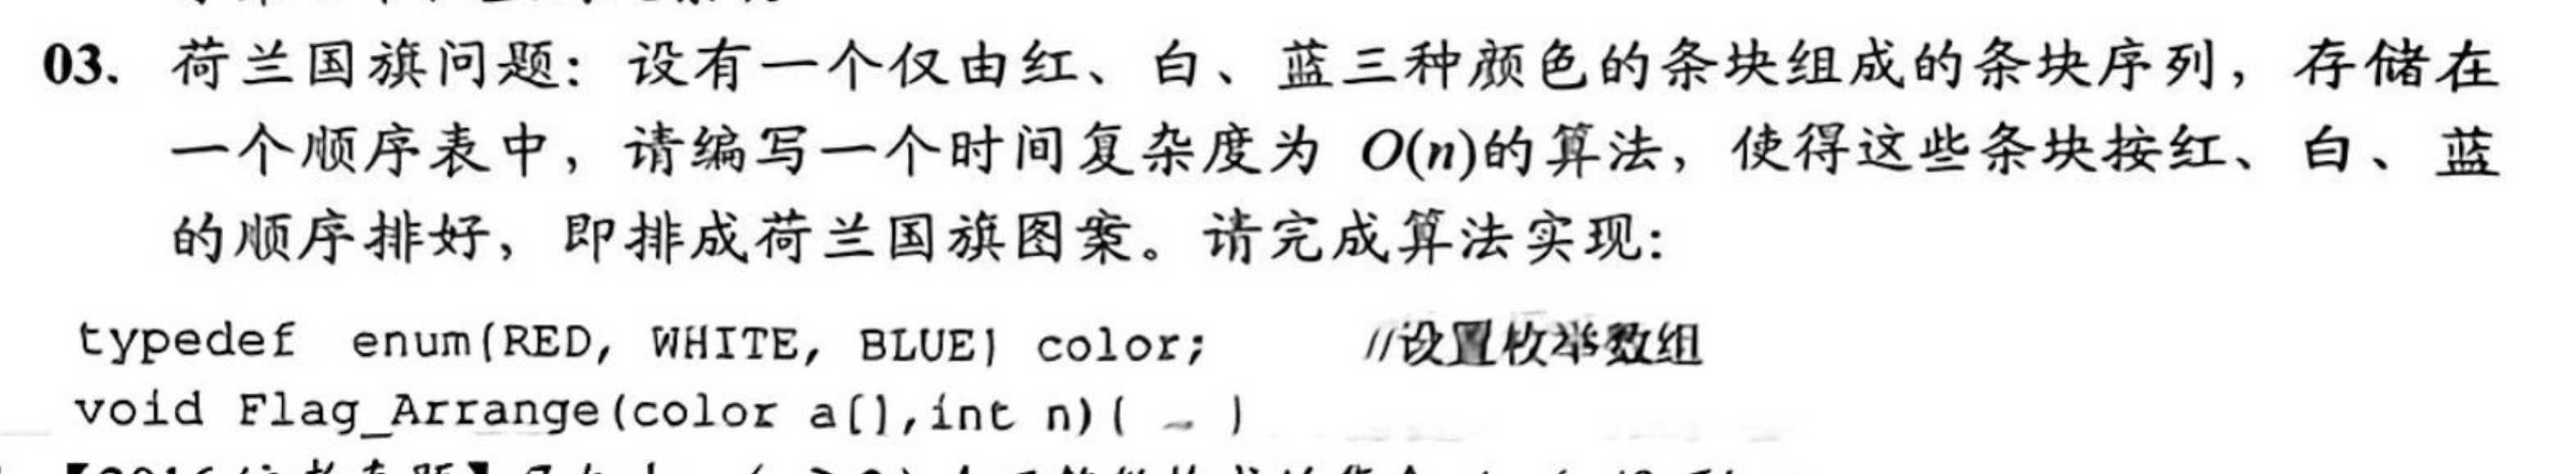 03. 荷兰国旗问题：设有一个仅由红、白、蓝三种颜色的条块组成的条块序列，存储在
一个顺序表中，请编写一个时间复杂度为 O(n)的算法，使得这些条块按红、白、蓝
的顺序排好，即排成荷兰国旗图案。请完成算法实现：
typedef enum{RED, WHITE, BLUE} color; //设置枚举数组
void Flag_Arrange(color a[],int n){ }